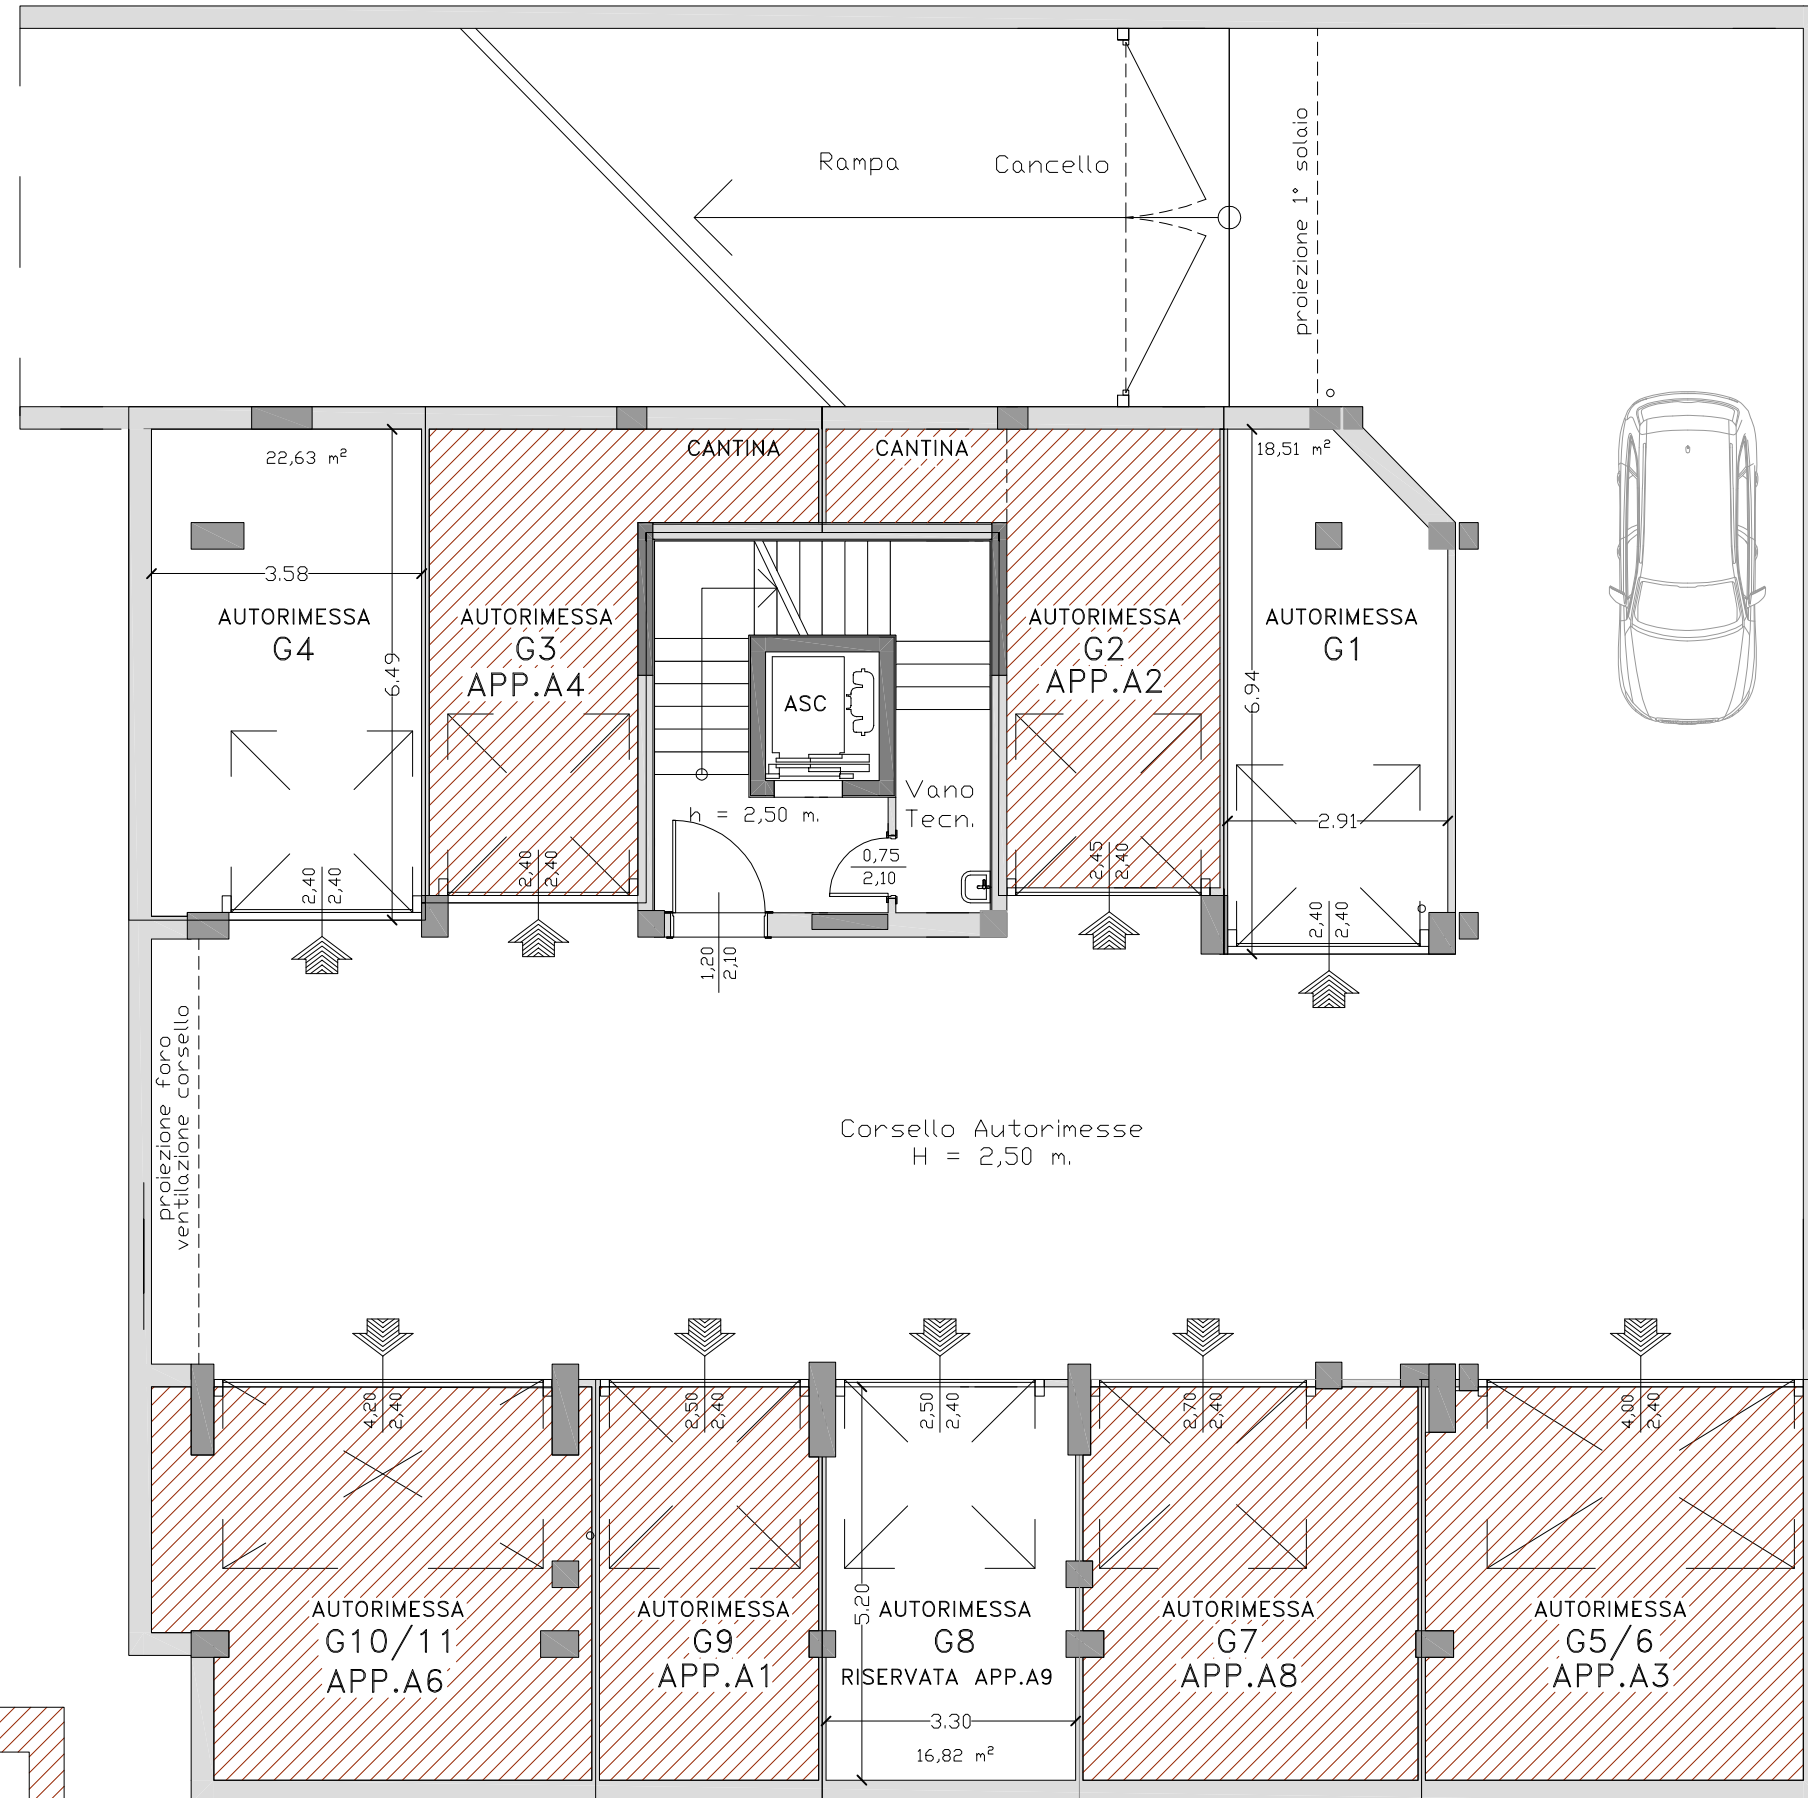 Rampa
Cancello
proiezione 1° solaio
CANTINA
CANTINA
22,63 m²
18,51 m²
3.58
AUTORIMESSA
G4
6.49
AUTORIMESSA
G3
APP.A4
AUTORIMESSA
G2
APP.A2
AUTORIMESSA
G1
6.94
ASC
Vano
Tecn.
h = 2,50 m.
2.91
0,75
2,10
2,40
2,40
2,40
2,40
2,45
2,40
2,40
2,40
1,20
2,10
proiezione foro
ventilazione corsello
Corsello Autorimesse
H = 2,50 m.
4,20
2,40
2,50
2,40
2,50
2,40
2,70
2,40
4,00
2,40
5.20
AUTORIMESSA
G10/11
APP.A6
AUTORIMESSA
G9
APP.A1
AUTORIMESSA
G8
RISERVATA APP.A9
AUTORIMESSA
G7
APP.A8
AUTORIMESSA
G5/6
APP.A3
3.30
16,82 m²